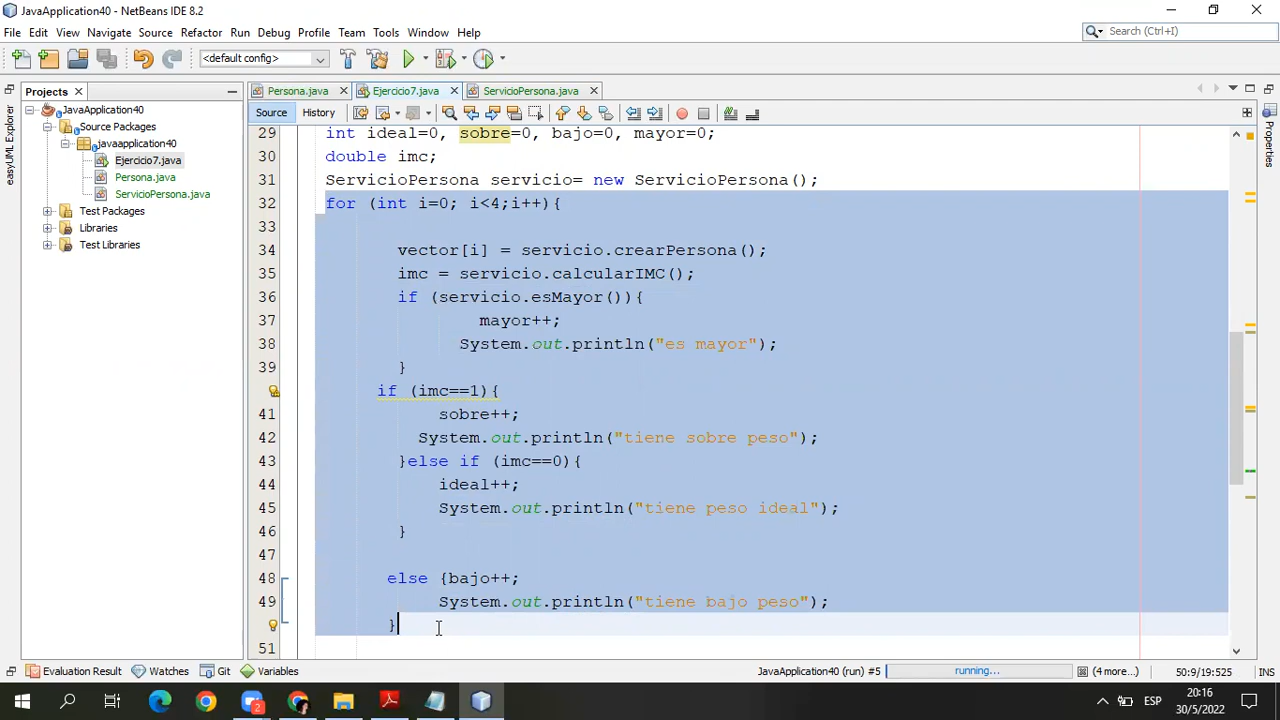 JavaApplication40 - NetBeans IDE 8.2
File Edit View Navigate Source Refactor Run Debug Profile Team Tools Window Help
Search (Ctrl+I)
<default config>
Projects
Persona.java
Ejercicio7.java
ServicioPersona.java
JavaApplication40
Source Packages
javaapplication40
Ejercicio7.java
Persona.java
ServicioPersona.java
Test Packages
Libraries
Test Libraries
easyUML Explorer
Properties
Source History
29 int ideal=0, sobre=0, bajo=0, mayor=0;
30 double imc;
31 ServicioPersona servicio= new ServicioPersona();
32 for (int i=0; i<4;i++){
33
34 vector[i] = servicio.crearPersona();
35 imc = servicio.calcularIMC();
36 if (servicio.esMayor()){
37 mayor++;
38 System.out.println("es mayor");
39 }
if (imc==1){
41 sobre++;
42 System.out.println("tiene sobre peso");
43 }else if (imc==0){
44 ideal++;
45 System.out.println("tiene peso ideal");
46 }
47
48 else {bajo++;
49 System.out.println("tiene bajo peso");
}
51
Evaluation Result Watches Git Variables
JavaApplication40 (run) #5 running... (4 more...) 50:9/19:525 INS
2
ESP
20:16
30/5/2022